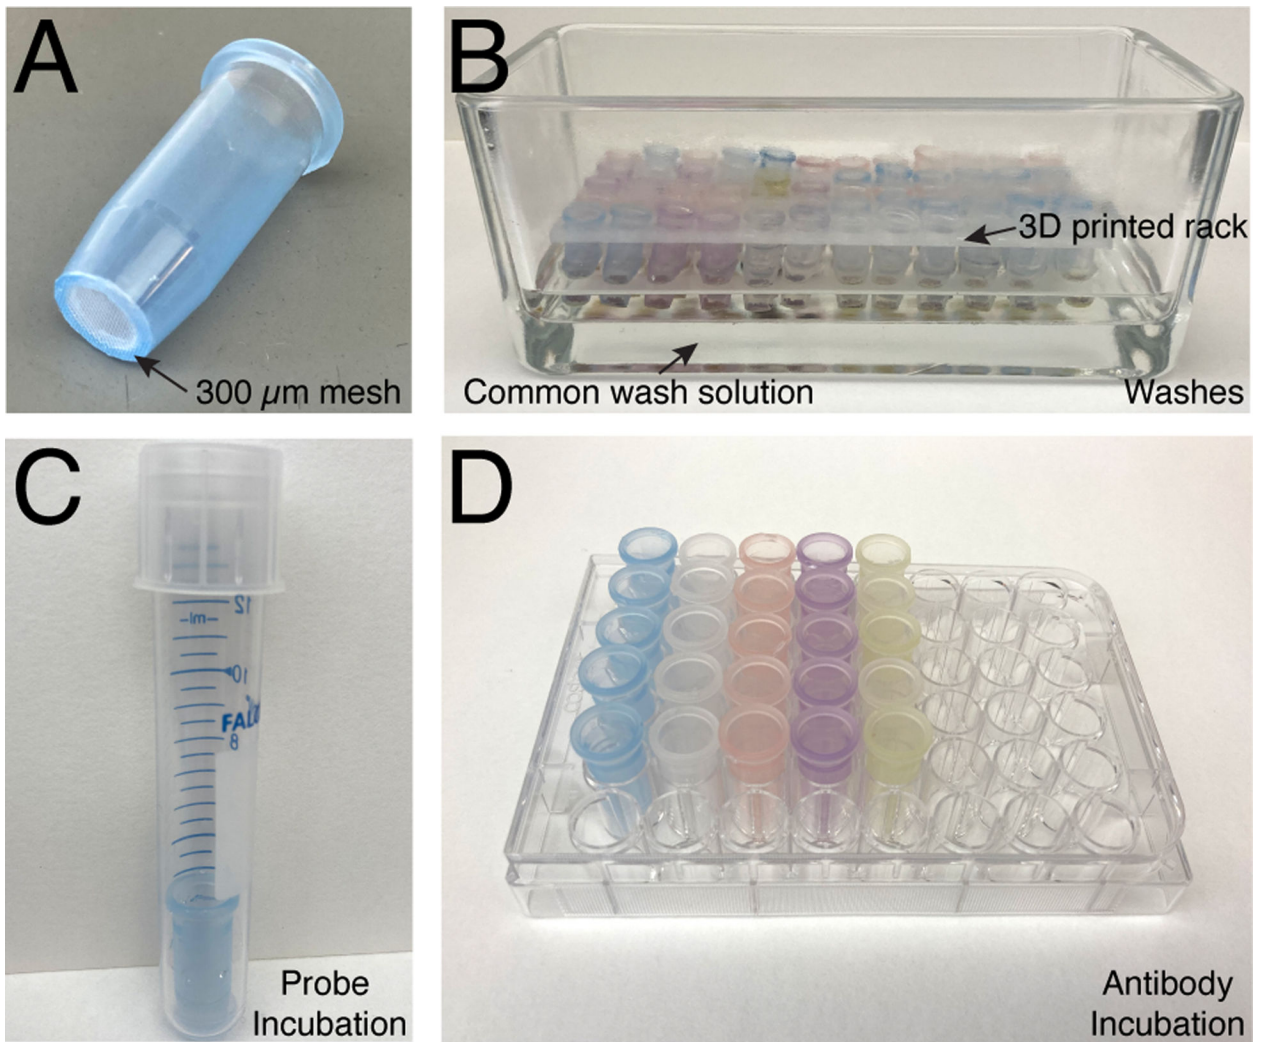 A
300 µm mesh
B
3D printed rack
Common wash solution
Washes
C
12
–ml–
10
8
Probe
Incubation
D
Antibody
Incubation